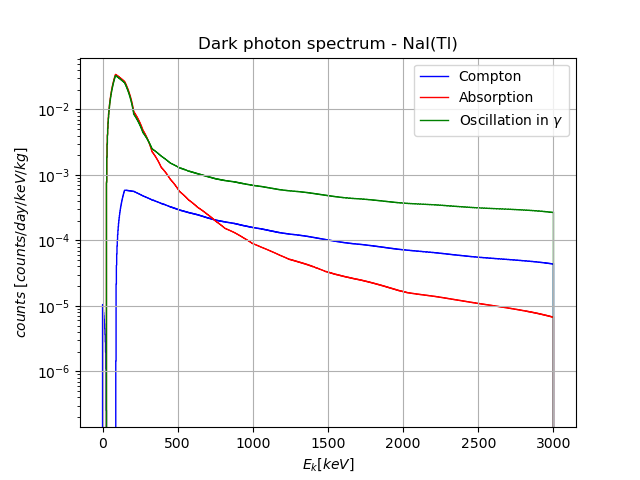 Dark photon spectrum - NaI(Tl)
Compton
Absorption
Oscillation in γ
counts [counts/day/keV/kg]
10⁻²
10⁻³
10⁻⁴
10⁻⁵
10⁻⁶
0 500 1000 1500 2000 2500 3000
Eₖ[keV]